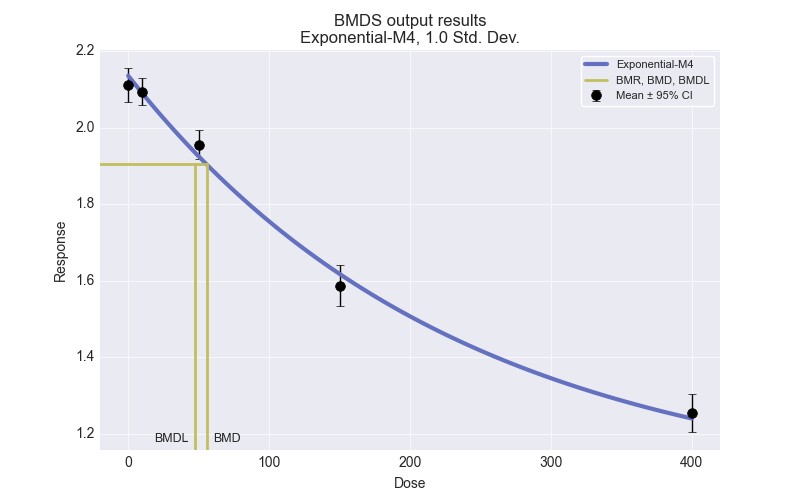 BMDS output results
Exponential-M4, 1.0 Std. Dev.
Exponential-M4
BMR, BMD, BMDL
Mean ± 95% CI
Response
2.2
2.0
1.8
1.6
1.4
1.2
BMDL BMD
0 100 200 300 400
Dose